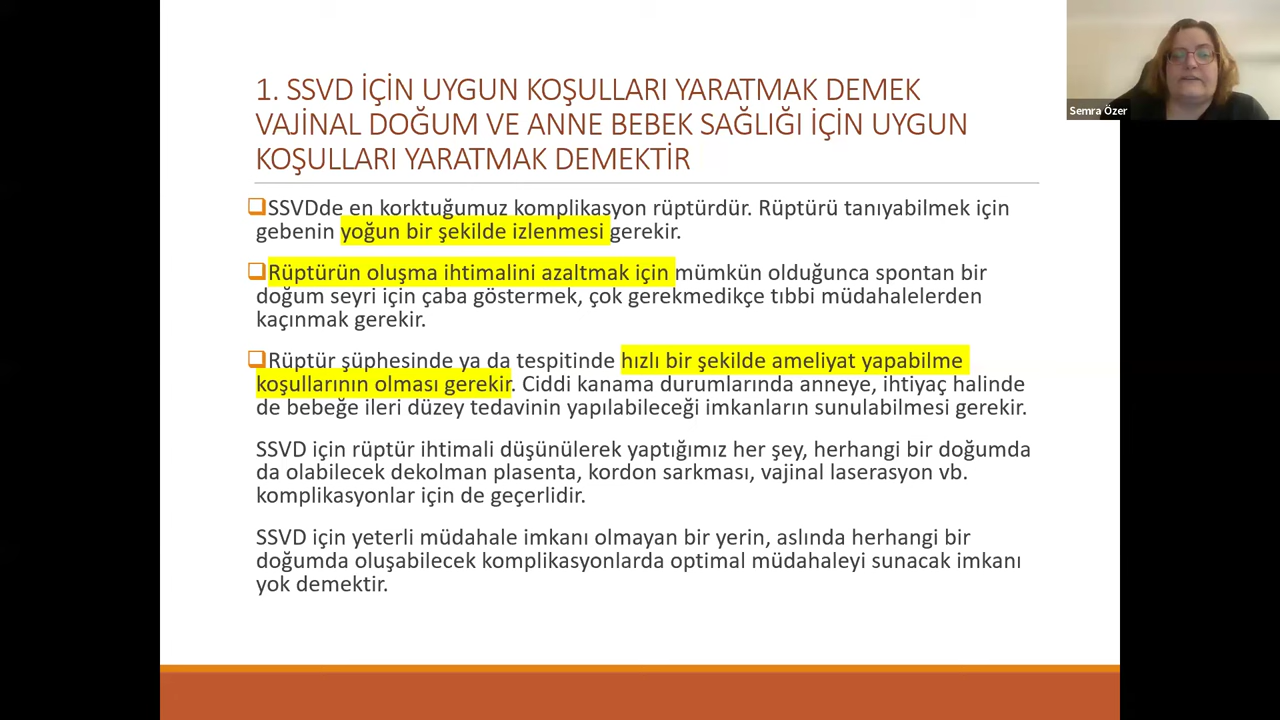 1. SSVD İÇİN UYGUN KOŞULLARI YARATMAK DEMEK
VAJİNAL DOĞUM VE ANNE BEBEK SAĞLIĞI İÇİN UYGUN
KOŞULLARI YARATMAK DEMEKTİR
SSVDde en korktuğumuz komplikasyon rüptürdür. Rüptürü tanıyabilmek için
gebenin yoğun bir şekilde izlenmesi gerekir.
Rüptürün oluşma ihtimalini azaltmak için mümkün olduğunca spontan bir
doğum seyri için çaba göstermek, çok gerekmedikçe tıbbi müdahalelerden
kaçınmak gerekir.
Rüptür şüphesinde ya da tespitinde hızlı bir şekilde ameliyat yapabilme
koşullarının olması gerekir. Ciddi kanama durumlarında anneye, ihtiyaç halinde
de bebeğe ileri düzey tedavinin yapılabileceği imkanların sunulabilmesi gerekir.
SSVD için rüptür ihtimali düşünülerek yaptığımız her şey, herhangi bir doğumda
da olabilecek dekolman plasenta, kordon sarkması, vajinal laserasyon vb.
komplikasyonlar için de geçerlidir.
SSVD için yeterli müdahale imkanı olmayan bir yerin, aslında herhangi bir
doğumda oluşabilecek komplikasyonlarda optimal müdahaleyi sunacak imkanı
yok demektir.
Semra Özer